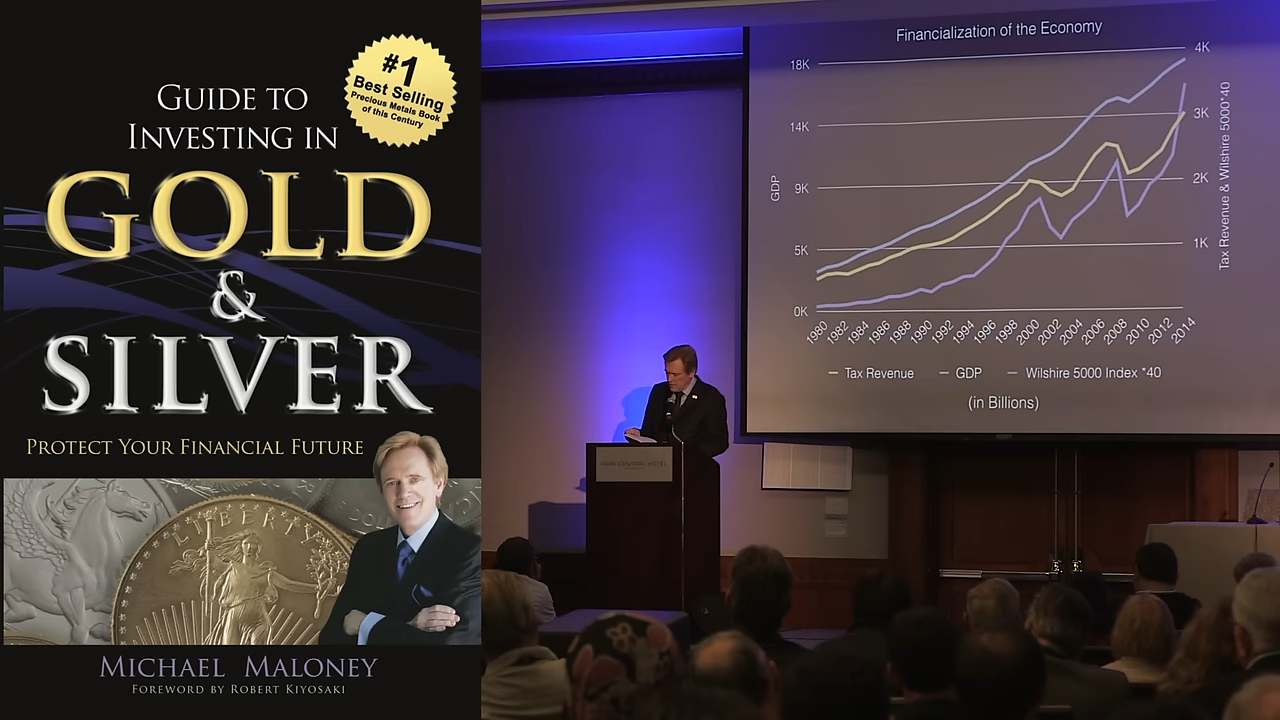 GUIDE TO
INVESTING IN
GOLD
&
SILVER
#1
Best Selling
Precious Metals Book
of this Century
PROTECT YOUR FINANCIAL FUTURE
LIBERTY
MICHAEL MALONEY
FOREWORD BY ROBERT KIYOSAKI
Financialization of the Economy
18K
14K
9K
5K
0K
GDP
4K
3K
2K
1K
Tax Revenue & Wilshire 5000*40
1980 1982 1984 1986 1988 1990 1992 1994 1996 1998 2000 2002 2004 2006 2008 2010 2012 2014
Tax Revenue GDP Wilshire 5000 Index *40
(in Billions)
CENTRAL HOTEL